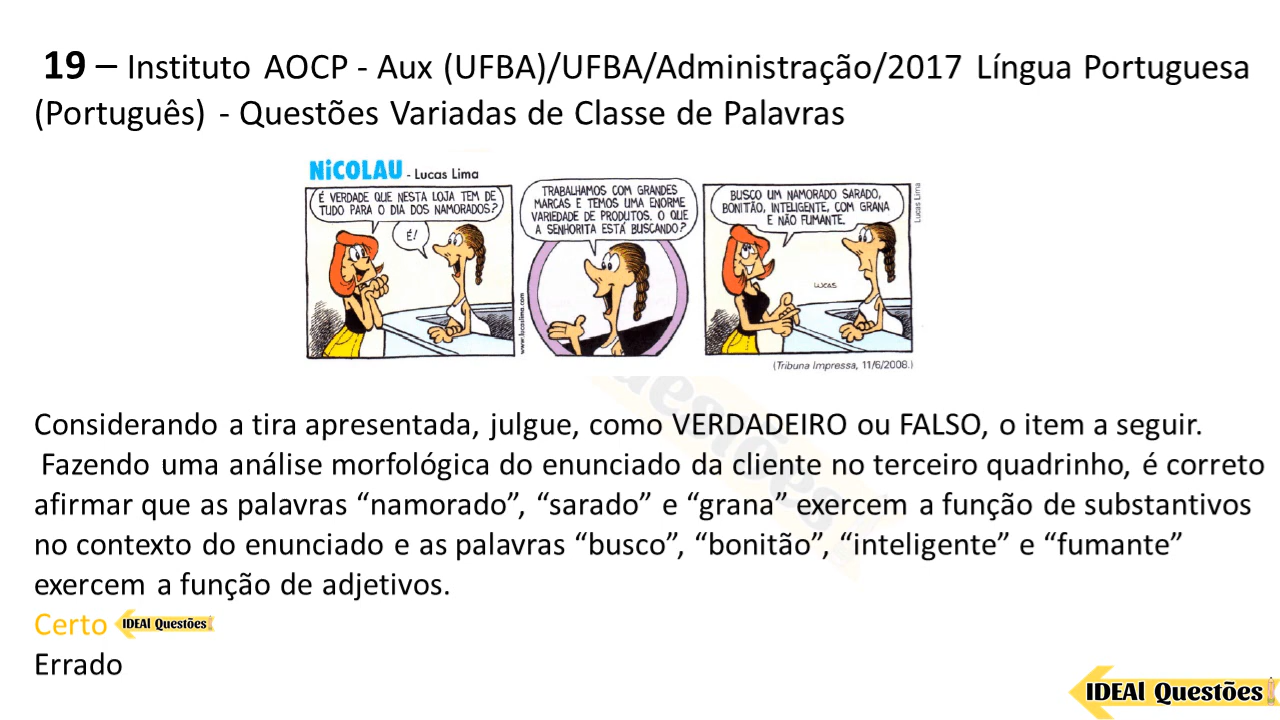 19 – Instituto AOCP - Aux (UFBA)/UFBA/Administração/2017 Língua Portuguesa
(Português) - Questões Variadas de Classe de Palavras
NiCOLAU - Lucas Lima
É VERDADE QUE NESTA LOJA TEM DE
TUDO PARA O DIA DOS NAMORADOS?
É!
www.lucaslima.com
TRABALHAMOS COM GRANDES
MARCAS E TEMOS UMA ENORME
VARIEDADE DE PRODUTOS. O QUE
A SENHORITA ESTÁ BUSCANDO?
BUSCO UM NAMORADO SARADO,
BONITÃO, INTELIGENTE, COM GRANA
E NÃO FUMANTE.
LUCAS
Lucas Lima
(Tribuna Impressa, 11/6/2008.)
Considerando a tira apresentada, julgue, como VERDADEIRO ou FALSO, o item a seguir.
Fazendo uma análise morfológica do enunciado da cliente no terceiro quadrinho, é correto
afirmar que as palavras “namorado”, “sarado” e “grana” exercem a função de substantivos
no contexto do enunciado e as palavras “busco”, “bonitão”, “inteligente” e “fumante”
exercem a função de adjetivos.
Certo IDEAl Questões
Errado
IDEAl Questões